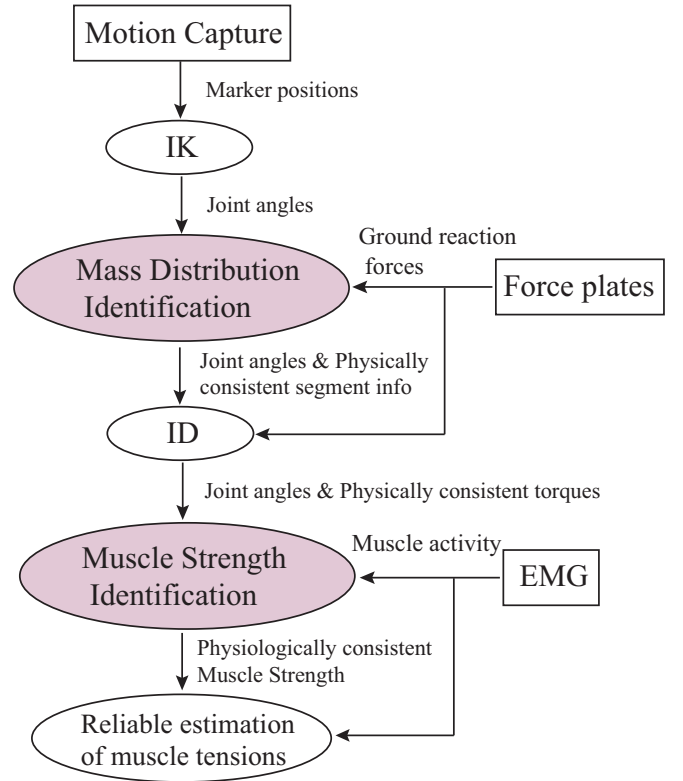 Motion Capture
Marker positions
IK
Joint angles
Ground reaction
forces
Mass Distribution
Identification
Force plates
Joint angles & Physically
consistent segment info
ID
Joint angles & Physically consistent torques
Muscle activity
Muscle Strength
Identification
EMG
Physiologically consistent
Muscle Strength
Reliable estimation
of muscle tensions